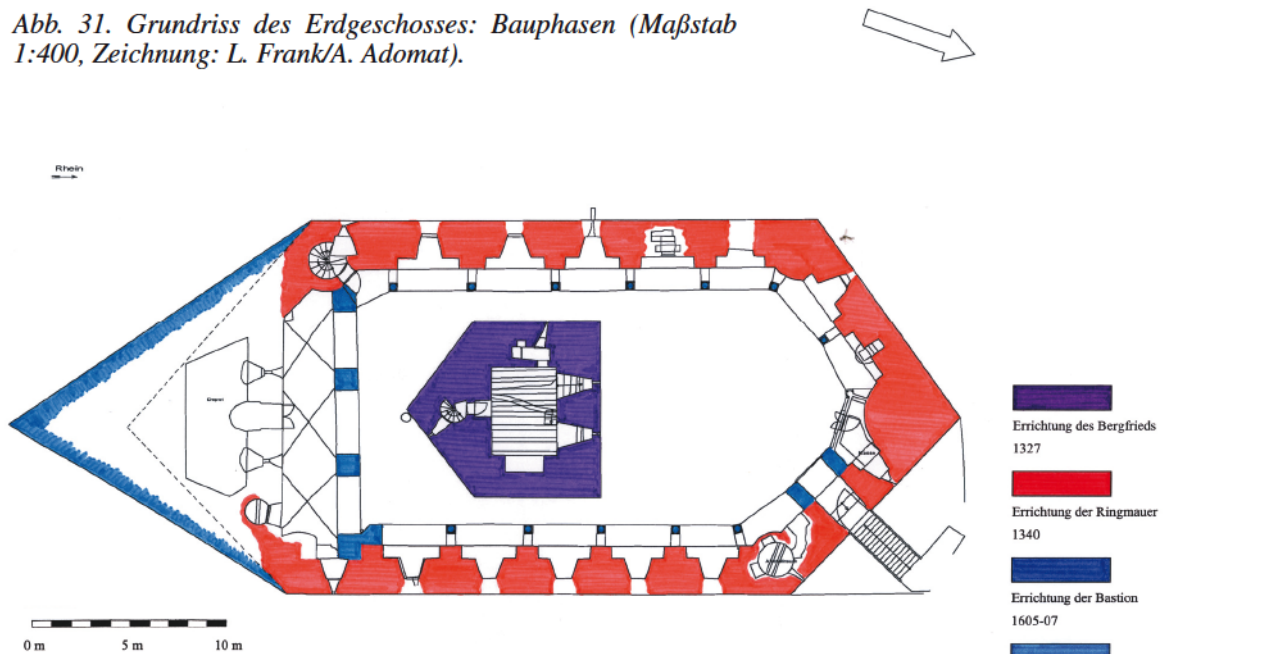 Abb. 31. Grundriss des Erdgeschosses: Bauphasen (Maßstab
1:400, Zeichnung: L. Frank/A. Adomat).
Rhein
Depot
Errichtung des Bergfrieds
1327
Errichtung der Ringmauer
1340
Errichtung der Bastion
1605-07
0 m 5 m 10 m